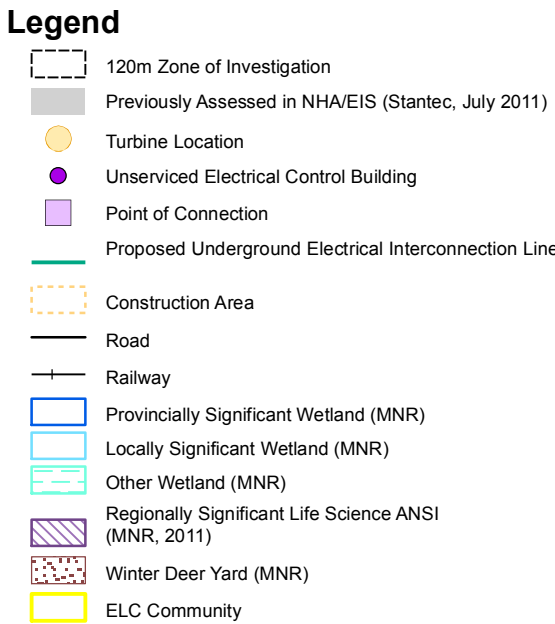 Legend
120m Zone of Investigation
Previously Assessed in NHA/EIS (Stantec, July 2011)
Turbine Location
Unserviced Electrical Control Building
Point of Connection
Proposed Underground Electrical Interconnection Line
Construction Area
Road
Railway
Provincially Significant Wetland (MNR)
Locally Significant Wetland (MNR)
Other Wetland (MNR)
Regionally Significant Life Science ANSI
(MNR, 2011)
Winter Deer Yard (MNR)
ELC Community